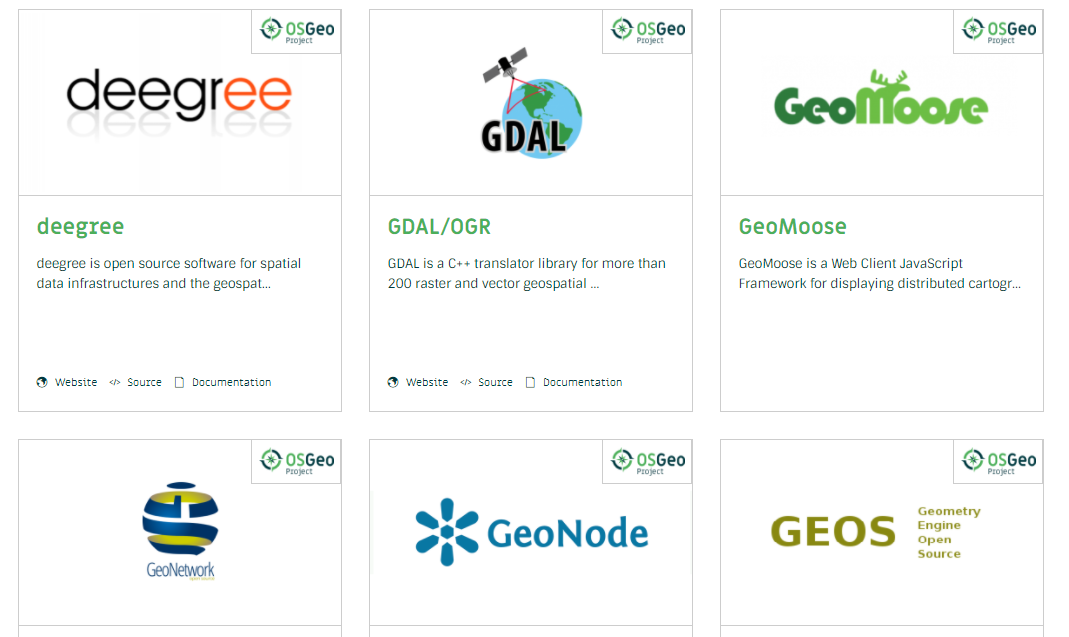 OSGeo
Project
OSGeo
Project
OSGeo
Project
deegree
GDAL
GeoMoose
deegree
GDAL/OGR
GeoMoose
deegree is open source software for spatial
data infrastructures and the geospat...
GDAL is a C++ translator library for more than
200 raster and vector geospatial ...
GeoMoose is a Web Client JavaScript
Framework for displaying distributed cartogr...
Website </> Source Documentation
Website </> Source Documentation
OSGeo
Project
OSGeo
Project
OSGeo
Project
GeoNetwork
GeoNode
GEOS
Geometry
Engine
Open
Source